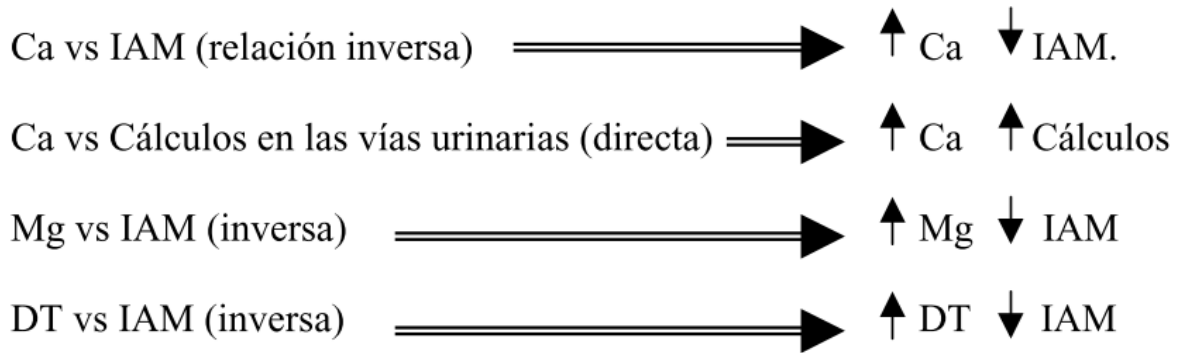 Ca vs IAM (relación inversa) ⟹ ↑ Ca ↓ IAM.
Ca vs Cálculos en las vías urinarias (directa) ⟹ ↑ Ca ↑ Cálculos
Mg vs IAM (inversa) ⟹ ↑ Mg ↓ IAM
DT vs IAM (inversa) ⟹ ↑ DT ↓ IAM